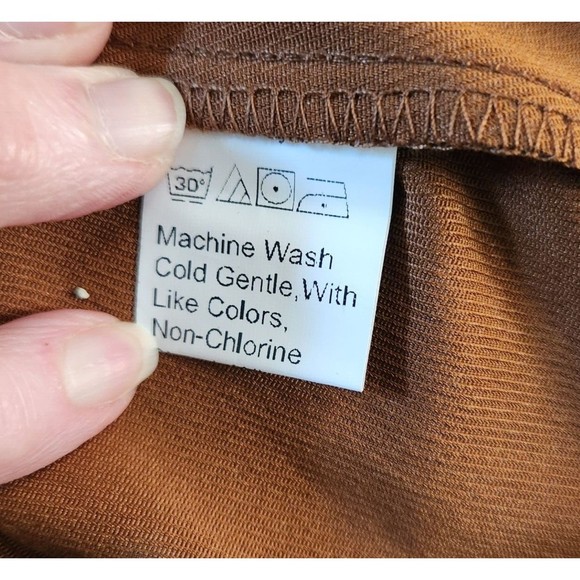 30°
Machine Wash
Cold Gentle, With
Like Colors,
Non-Chlorine